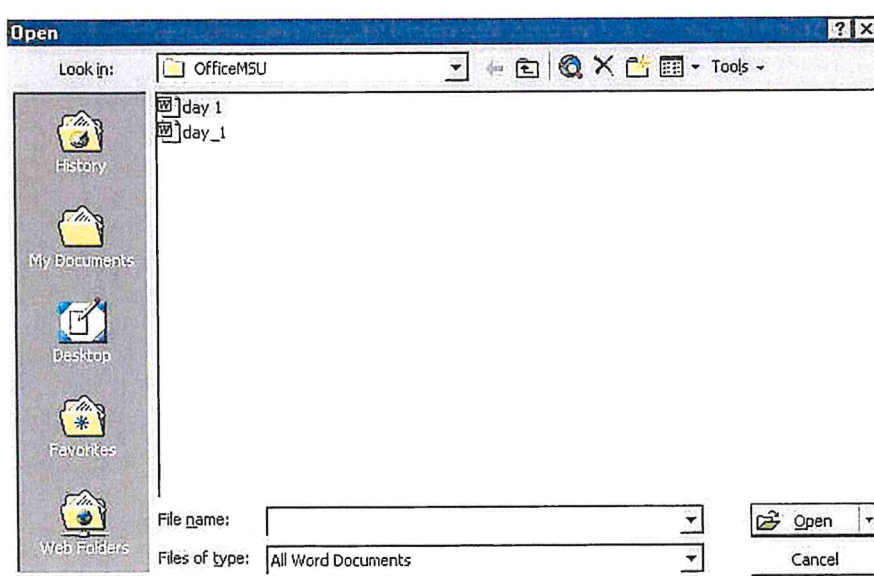 Open
Look in: OfficeMSU Tools
day 1
day_1
History
My Documents
Desktop
Favorites
Web Folders
File name: Open
Files of type: All Word Documents Cancel